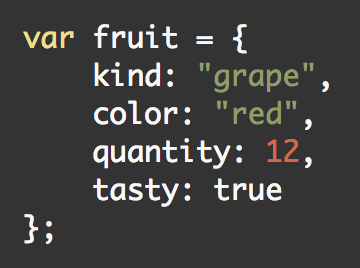 var fruit = {
    kind: "grape",
    color: "red",
    quantity: 12,
    tasty: true
};